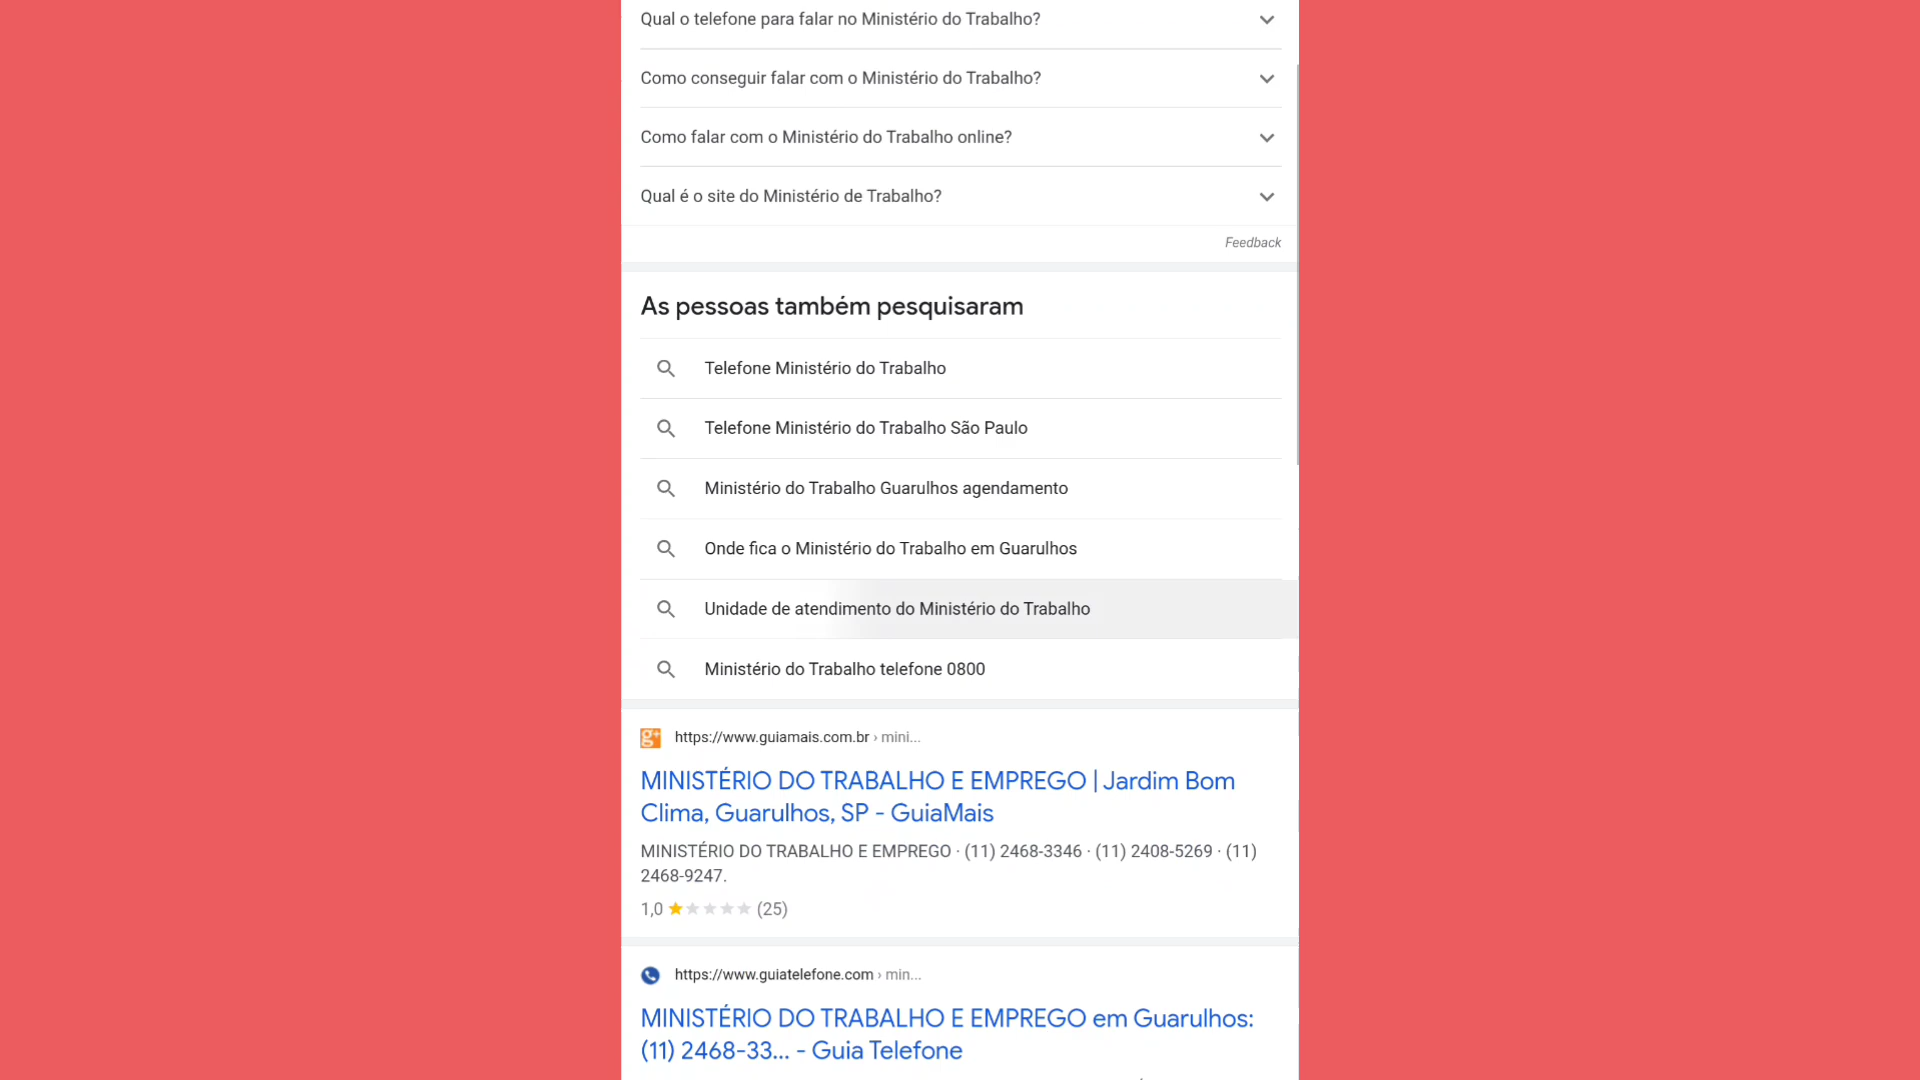 Qual o telefone para falar no Ministério do Trabalho?
Como conseguir falar com o Ministério do Trabalho?
Como falar com o Ministério do Trabalho online?
Qual é o site do Ministério de Trabalho?
Feedback
As pessoas também pesquisaram
Telefone Ministério do Trabalho
Telefone Ministério do Trabalho São Paulo
Ministério do Trabalho Guarulhos agendamento
Onde fica o Ministério do Trabalho em Guarulhos
Unidade de atendimento do Ministério do Trabalho
Ministério do Trabalho telefone 0800
g+ https://www.guiamais.com.br › mini...
MINISTÉRIO DO TRABALHO E EMPREGO | Jardim Bom
Clima, Guarulhos, SP - GuiaMais
MINISTÉRIO DO TRABALHO E EMPREGO · (11) 2468-3346 · (11) 2408-5269 · (11)
2468-9247.
1,0 (25)
https://www.guiatelefone.com › min...
MINISTÉRIO DO TRABALHO E EMPREGO em Guarulhos:
(11) 2468-33... - Guia Telefone